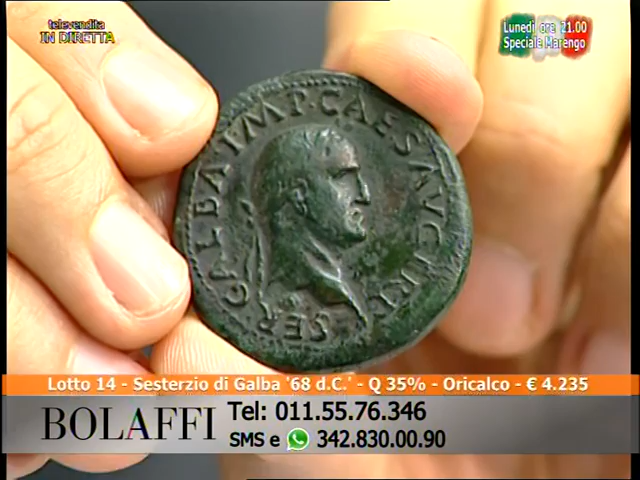 televendita
IN DIRETTA
Lunedì ore 21.00
Speciale Marengo
SER GALBA IMP·CAESAR AVG TRP
Lotto 14 - Sesterzio di Galba '68 d.C.' - Q 35% - Oricalco - € 4.235
BOLAFFI
Tel: 011.55.76.346
SMS e 342.830.00.90